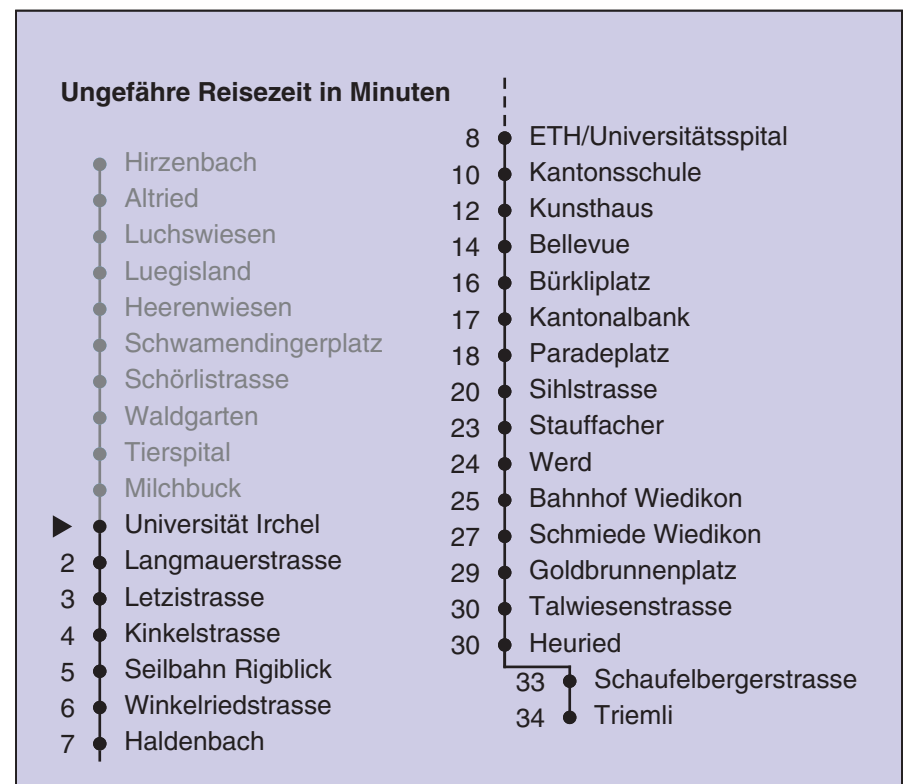 Ungefähre Reisezeit in Minuten
Hirzenbach
Altried
Luchswiesen
Luegisland
Heerenwiesen
Schwamendingerplatz
Schörlistrasse
Waldgarten
Tierspital
Milchbuck
Universität Irchel
2 Langmauerstrasse
3 Letzistrasse
4 Kinkelstrasse
5 Seilbahn Rigiblick
6 Winkelriedstrasse
7 Haldenbach
8 ETH/Universitätsspital
10 Kantonsschule
12 Kunsthaus
14 Bellevue
16 Bürkliplatz
17 Kantonalbank
18 Paradeplatz
20 Sihlstrasse
23 Stauffacher
24 Werd
25 Bahnhof Wiedikon
27 Schmiede Wiedikon
29 Goldbrunnenplatz
30 Talwiesenstrasse
30 Heuried
33 Schaufelbergerstrasse
34 Triemli